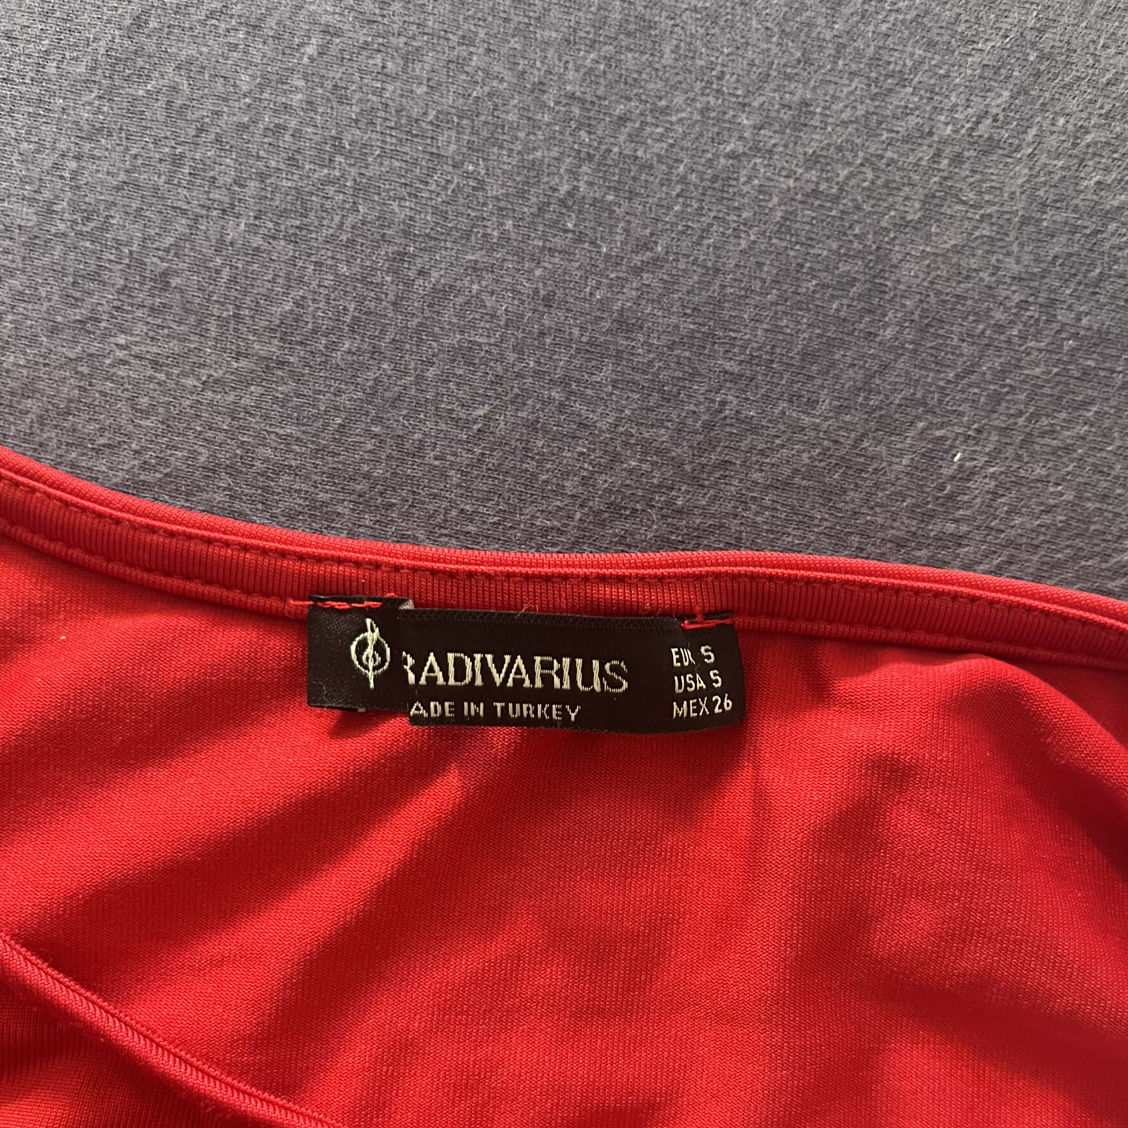 RADIVARIUS
ADE IN TURKEY
EUR S
USA S
MEX 26